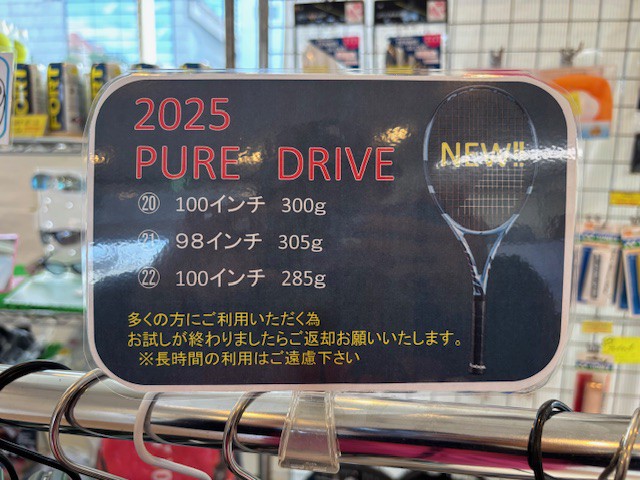 2025
PURE DRIVE
NEW!!
⑳ 100インチ 300g
㉑ 98インチ 305g
㉒ 100インチ 285g
多くの方にご利用いただく為
お試しが終わりましたらご返却お願いいたします。
※長時間の利用はご遠慮下さい